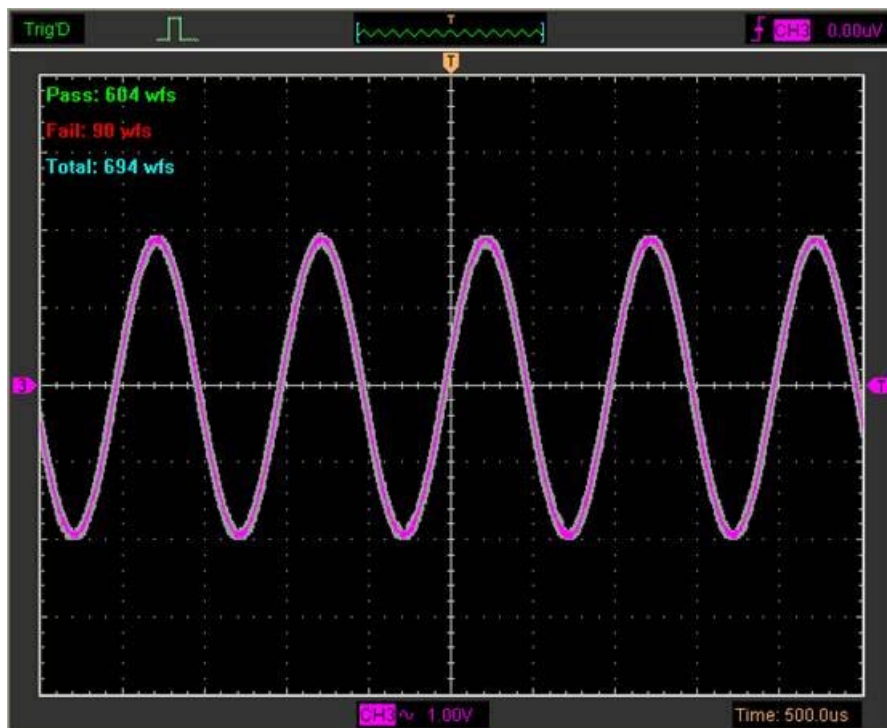 Trig'D
T
CH3 0.00uV
T
Pass: 604 wfs
Fail: 90 wfs
Total: 694 wfs
3
T
CH3 1.00V
Time: 500.0us